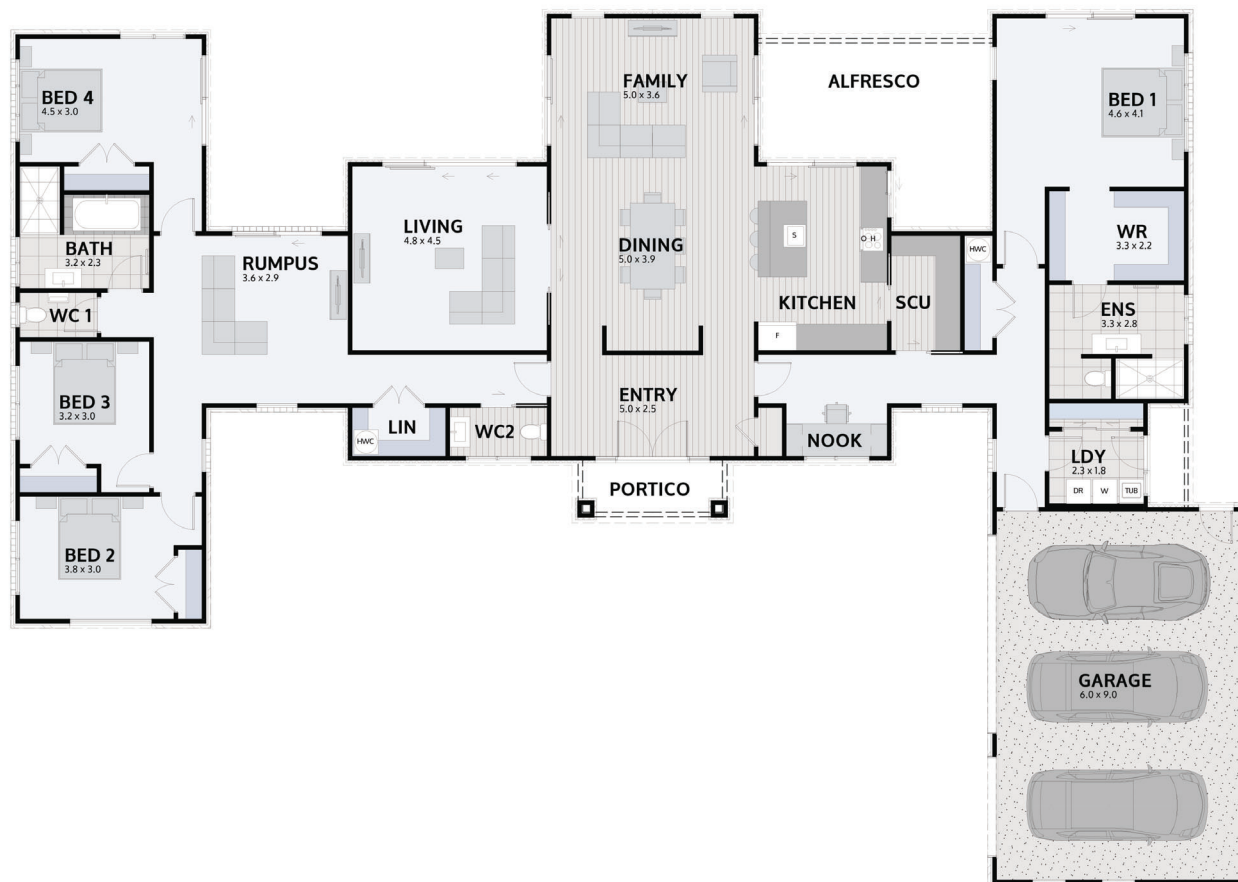 FAMILY
5.0 x 3.6
ALFRESCO
BED 4
4.5 x 3.0
BED 1
4.6 x 4.1
LIVING
4.8 x 4.5
WR
3.3 x 2.2
BATH
3.2 x 2.3
RUMPUS
3.6 x 2.9
DINING
5.0 x 3.9
S
O H
HWC
KITCHEN
SCU
WC 1
ENS
3.3 x 2.8
F
BED 3
3.2 x 3.0
ENTRY
5.0 x 2.5
LIN
HWC
WC2
NOOK
LDY
2.3 x 1.8
DR
W
TUB
PORTICO
BED 2
3.8 x 3.0
GARAGE
6.0 x 9.0